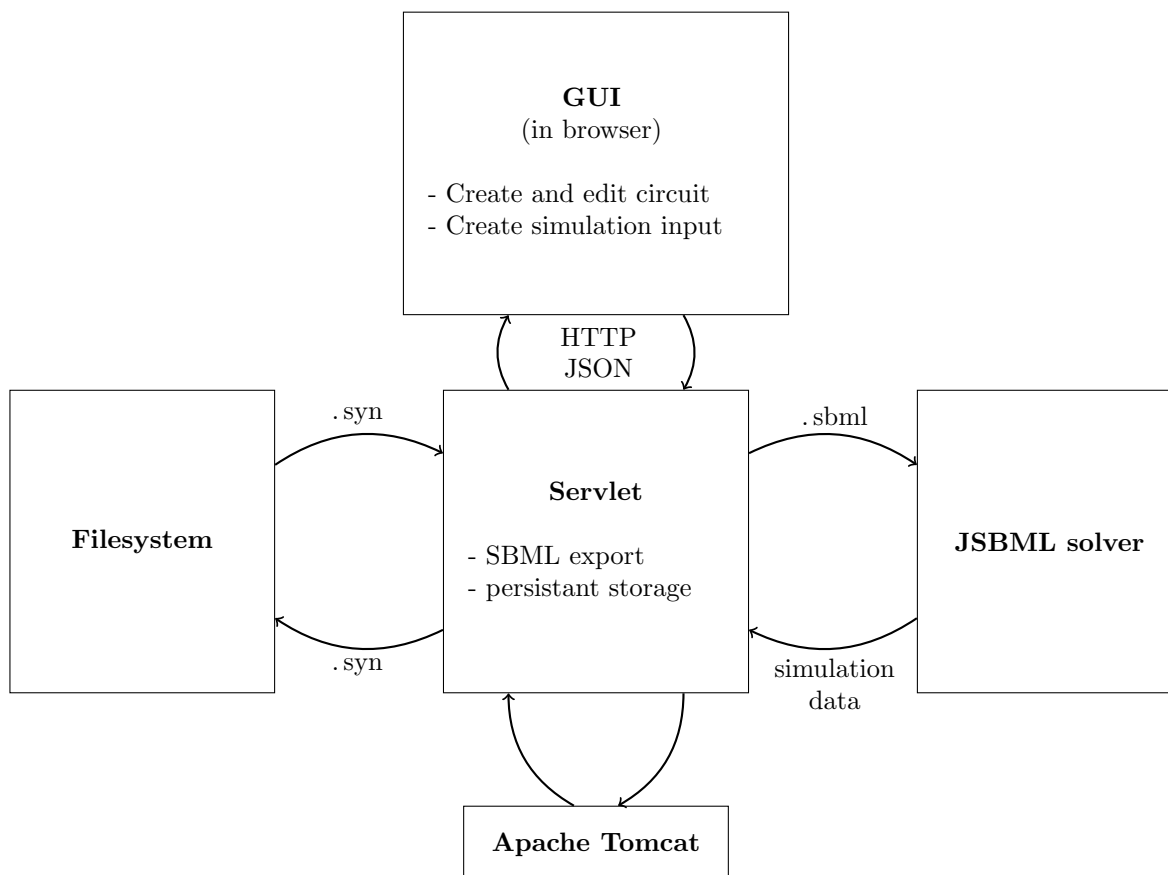 GUI
(in browser)
- Create and edit circuit
- Create simulation input
HTTP
JSON
.syn
.sbml
Filesystem
Servlet
- SBML export
- persistant storage
JSBML solver
.syn
simulation
data
Apache Tomcat